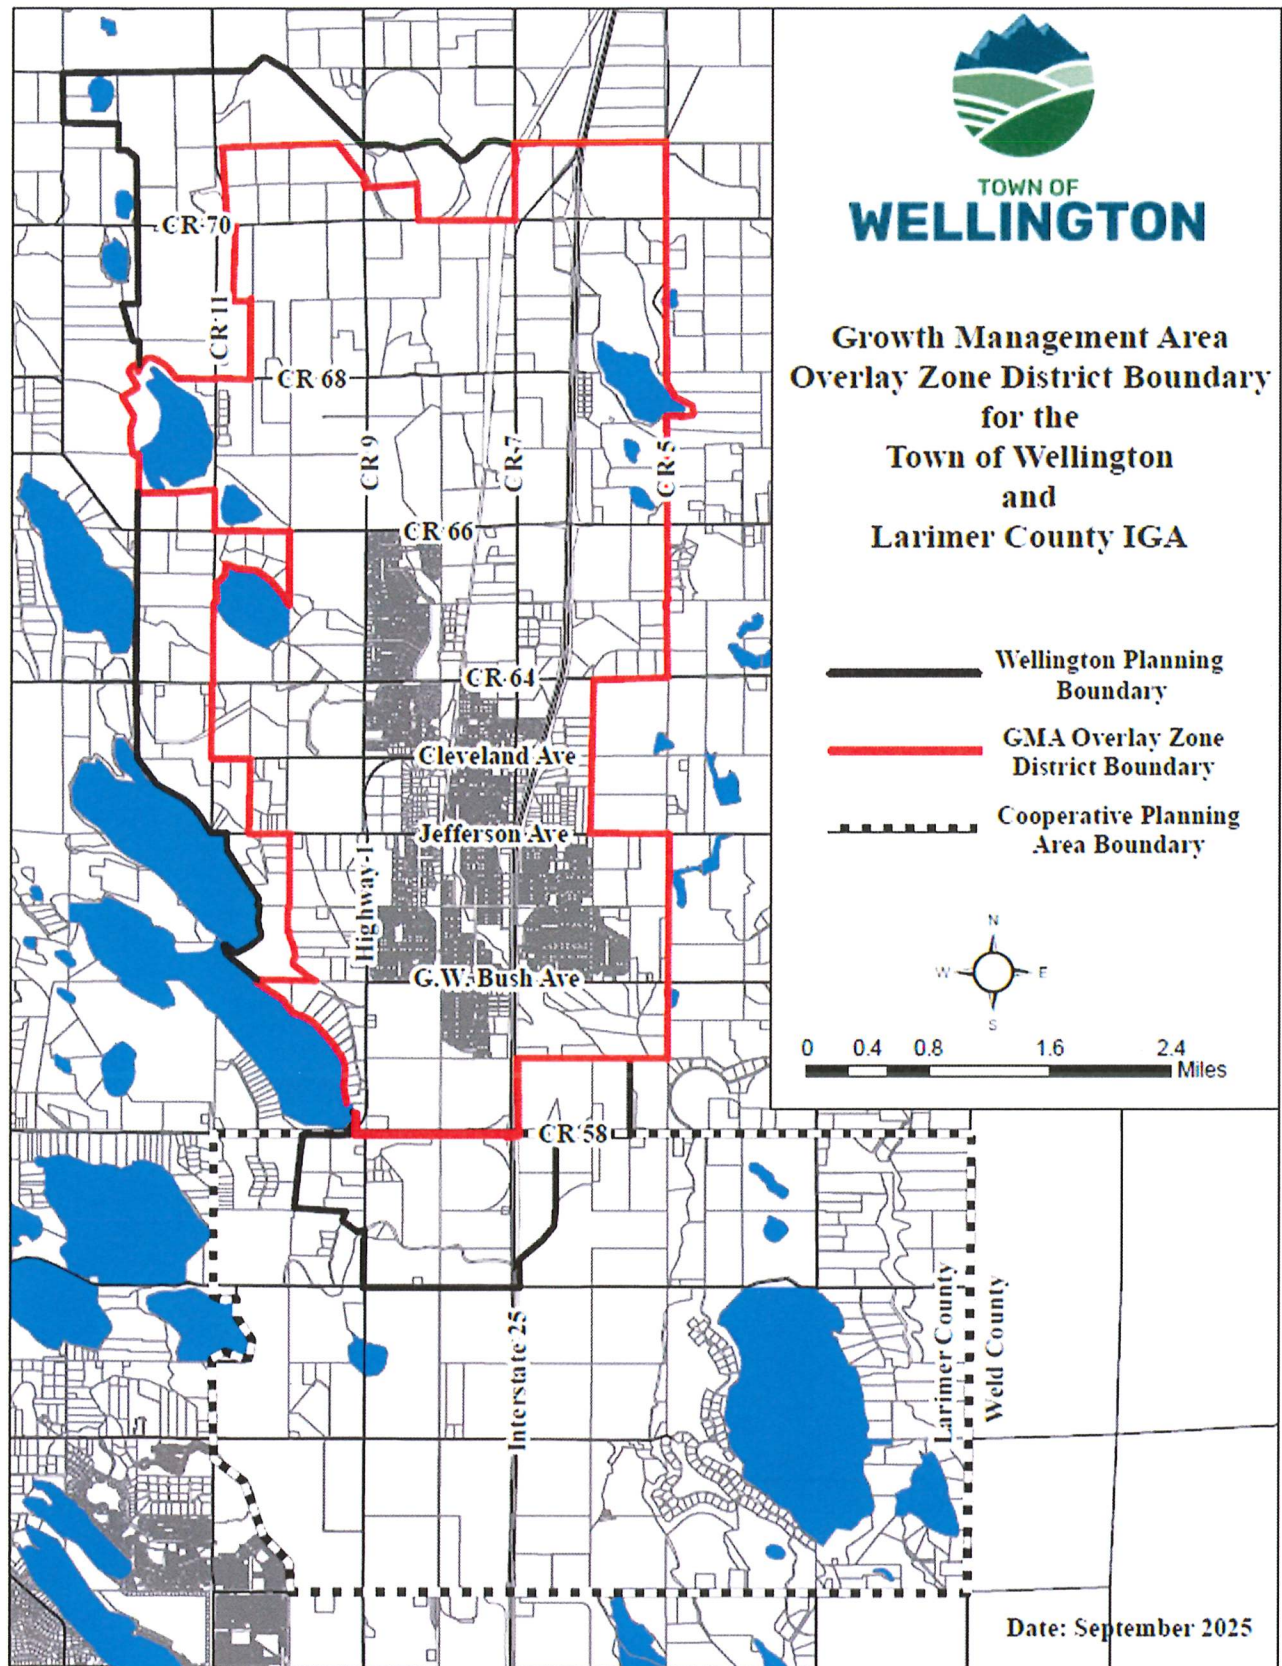 TOWN OF
WELLINGTON
Growth Management Area
Overlay Zone District Boundary
for the
Town of Wellington
and
Larimer County IGA
Wellington Planning
Boundary
GMA Overlay Zone
District Boundary
Cooperative Planning
Area Boundary
N
W
E
S
0 0.4 0.8 1.6 2.4
Miles
CR 70
CR 11
CR 68
CR 9
CR 7
CR 5
CR 66
CR 64
Cleveland Ave
Jefferson Ave
Highway 1
G.W. Bush Ave
CR 58
Interstate 25
Larimer County
Weld County
Date: September 2025